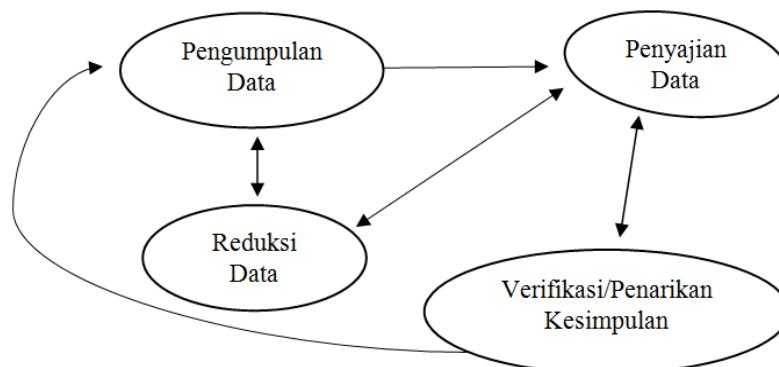 Pengumpulan
Data
Penyajian
Data
Reduksi
Data
Verifikasi/Penarikan
Kesimpulan